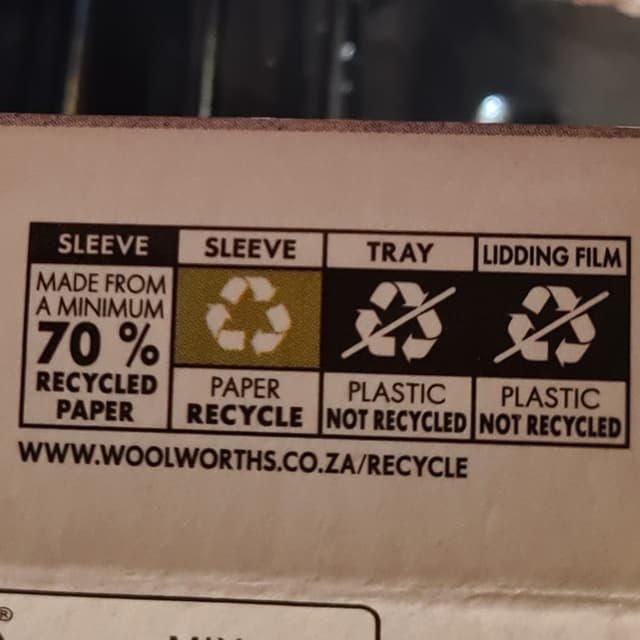 SLEEVE
MADE FROM
A MINIMUM
70 %
RECYCLED
PAPER
SLEEVE
PAPER
RECYCLE
TRAY
PLASTIC
NOT RECYCLED
LIDDING FILM
PLASTIC
NOT RECYCLED
WWW.WOOLWORTHS.CO.ZA/RECYCLE
®